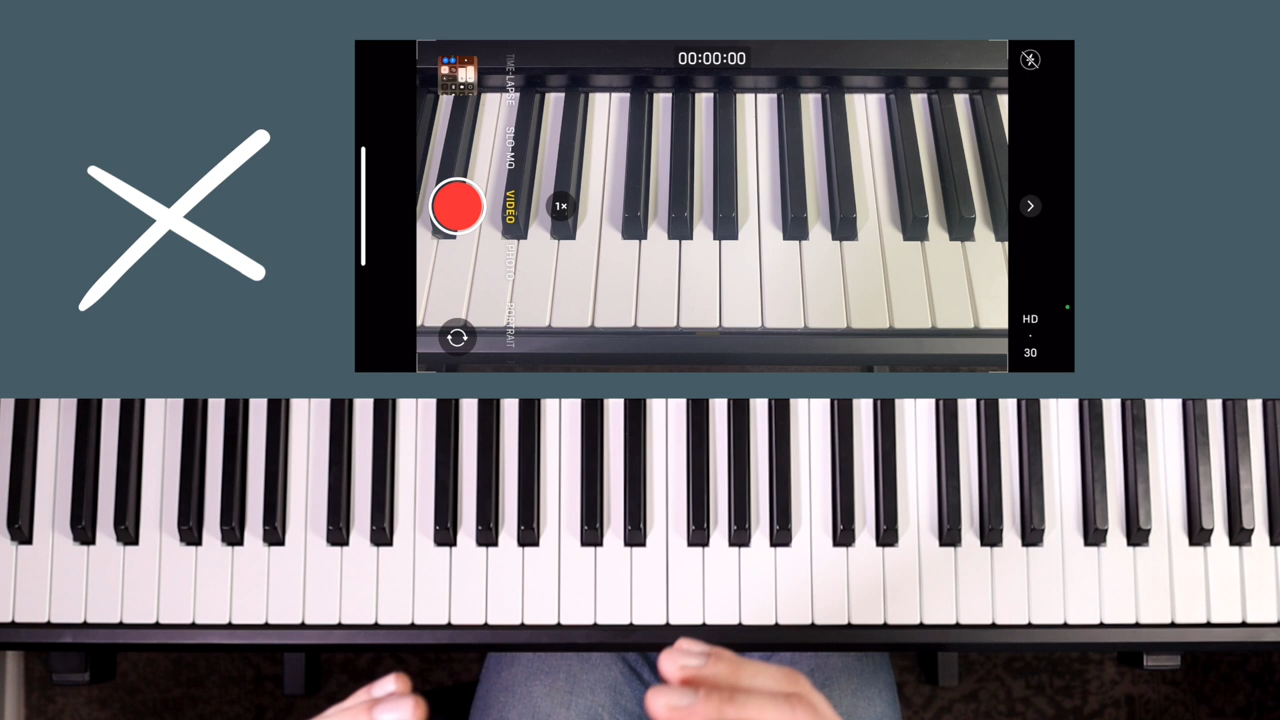 00:00:00
TIME-LAPSE
SLO-MO
VIDEO
PHOTO
PORTRAIT
1×
HD
30